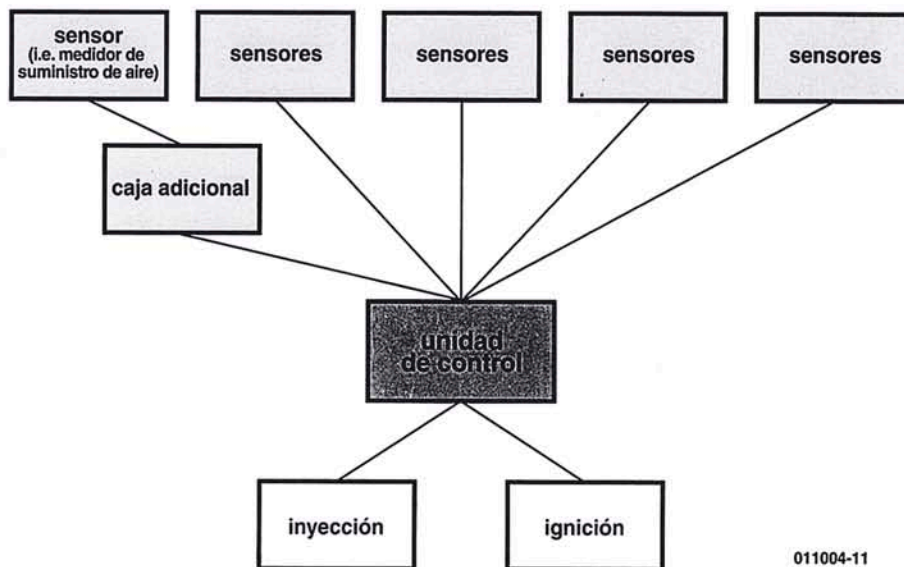 sensor
(i.e. medidor de
suministro de aire)
sensores
sensores
sensores
sensores
caja adicional
unidad
de control
inyección
ignición
011004-11